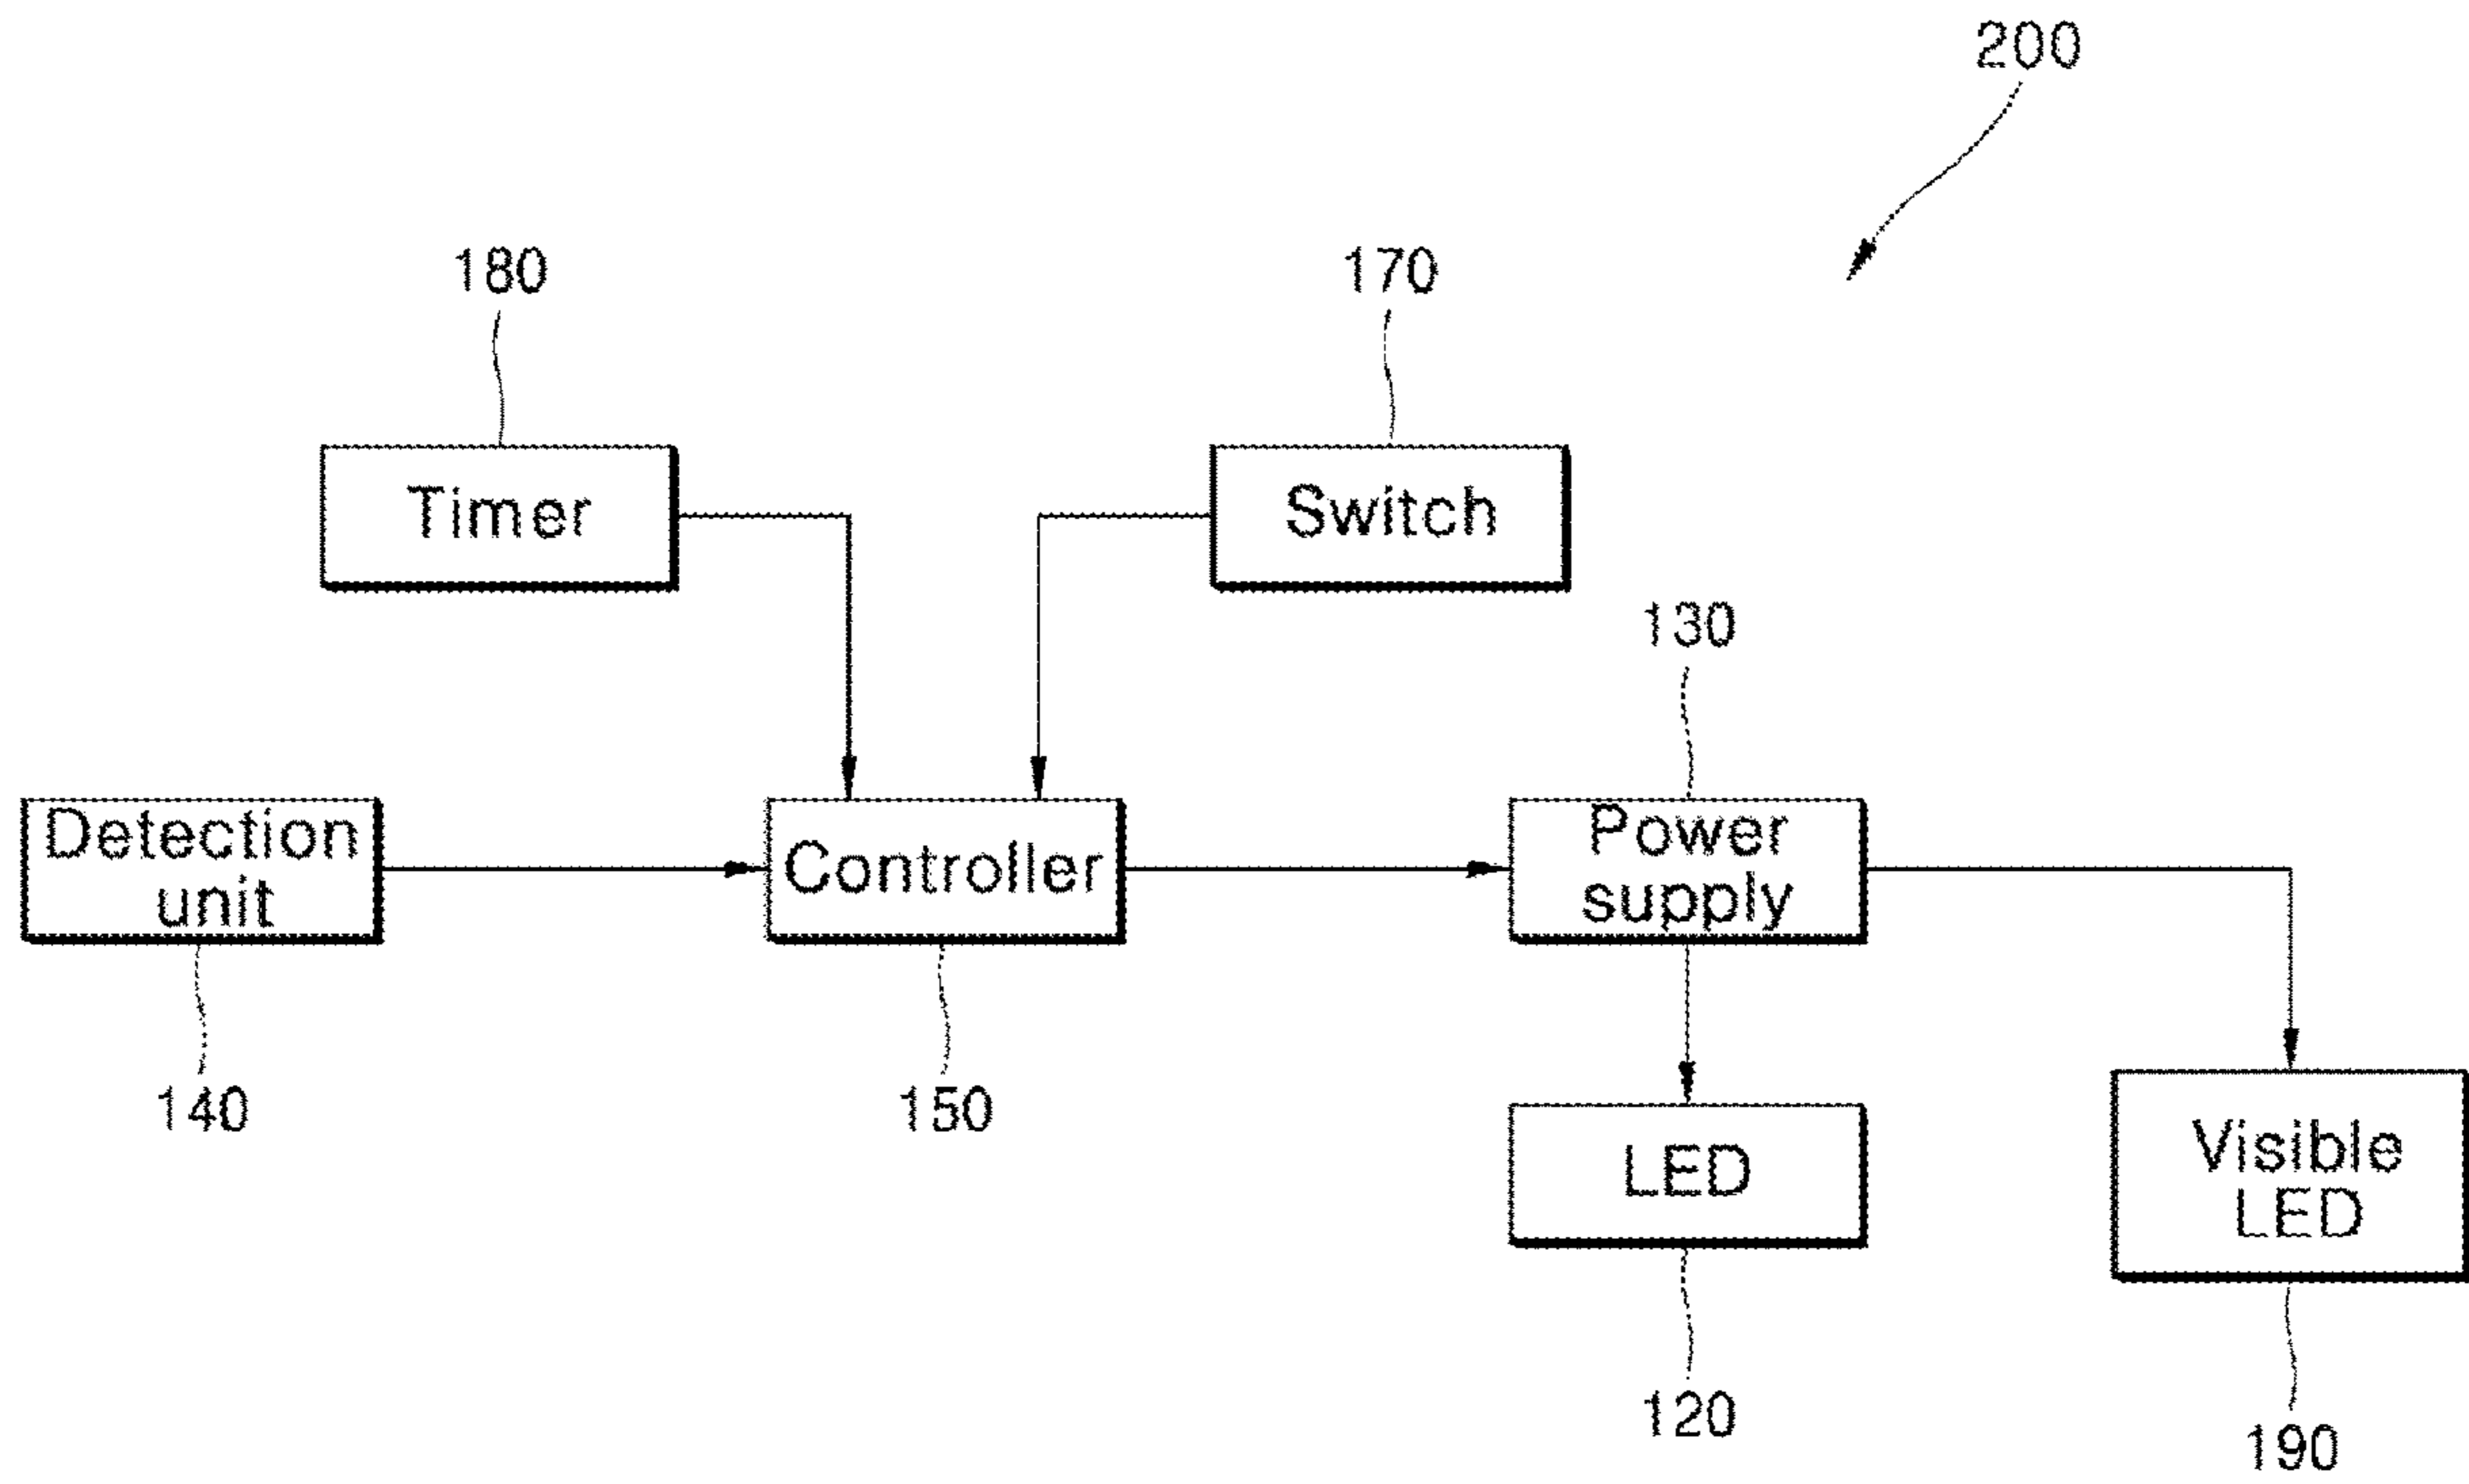 200
180
170
Timer
Switch
130
Detection
unit
Controller
Power
supply
140
150
LED
Visible
LED
120
190